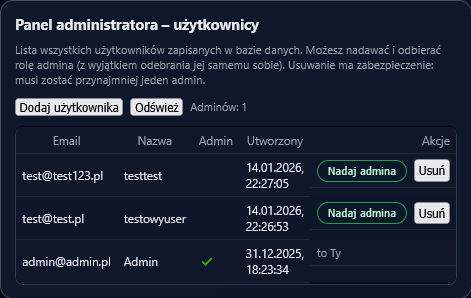 Panel administratora – użytkownicy
Lista wszystkich użytkowników zapisanych w bazie danych. Możesz nadawać i odbierać
rolę admina (z wyjątkiem odebrania jej samemu sobie). Usuwanie ma zabezpieczenie:
musi zostać przynajmniej jeden admin.
Dodaj użytkownika Odśwież Adminów: 1
Email Nazwa Admin Utworzony Akcje
test@test123.pl testtest 14.01.2026, 22:27:05 Nadaj admina Usuń
test@test.pl testowyuser 14.01.2026, 22:26:53 Nadaj admina Usuń
admin@admin.pl Admin ✓ 31.12.2025, 18:23:34 to Ty